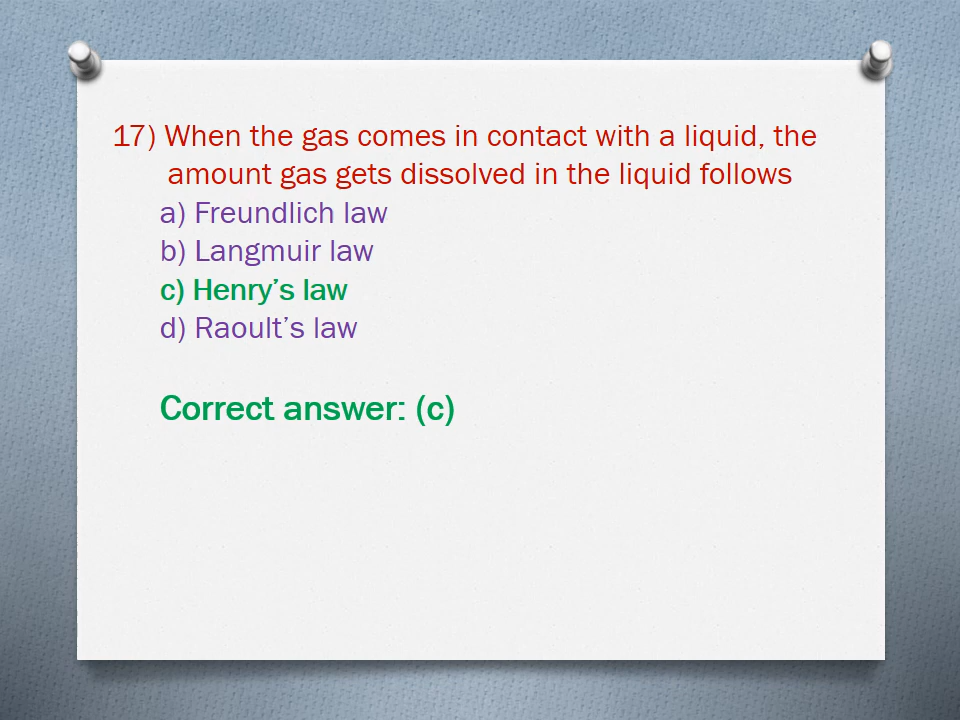 17) When the gas comes in contact with a liquid, the
amount gas gets dissolved in the liquid follows
a) Freundlich law
b) Langmuir law
c) Henry’s law
d) Raoult’s law
Correct answer: (c)